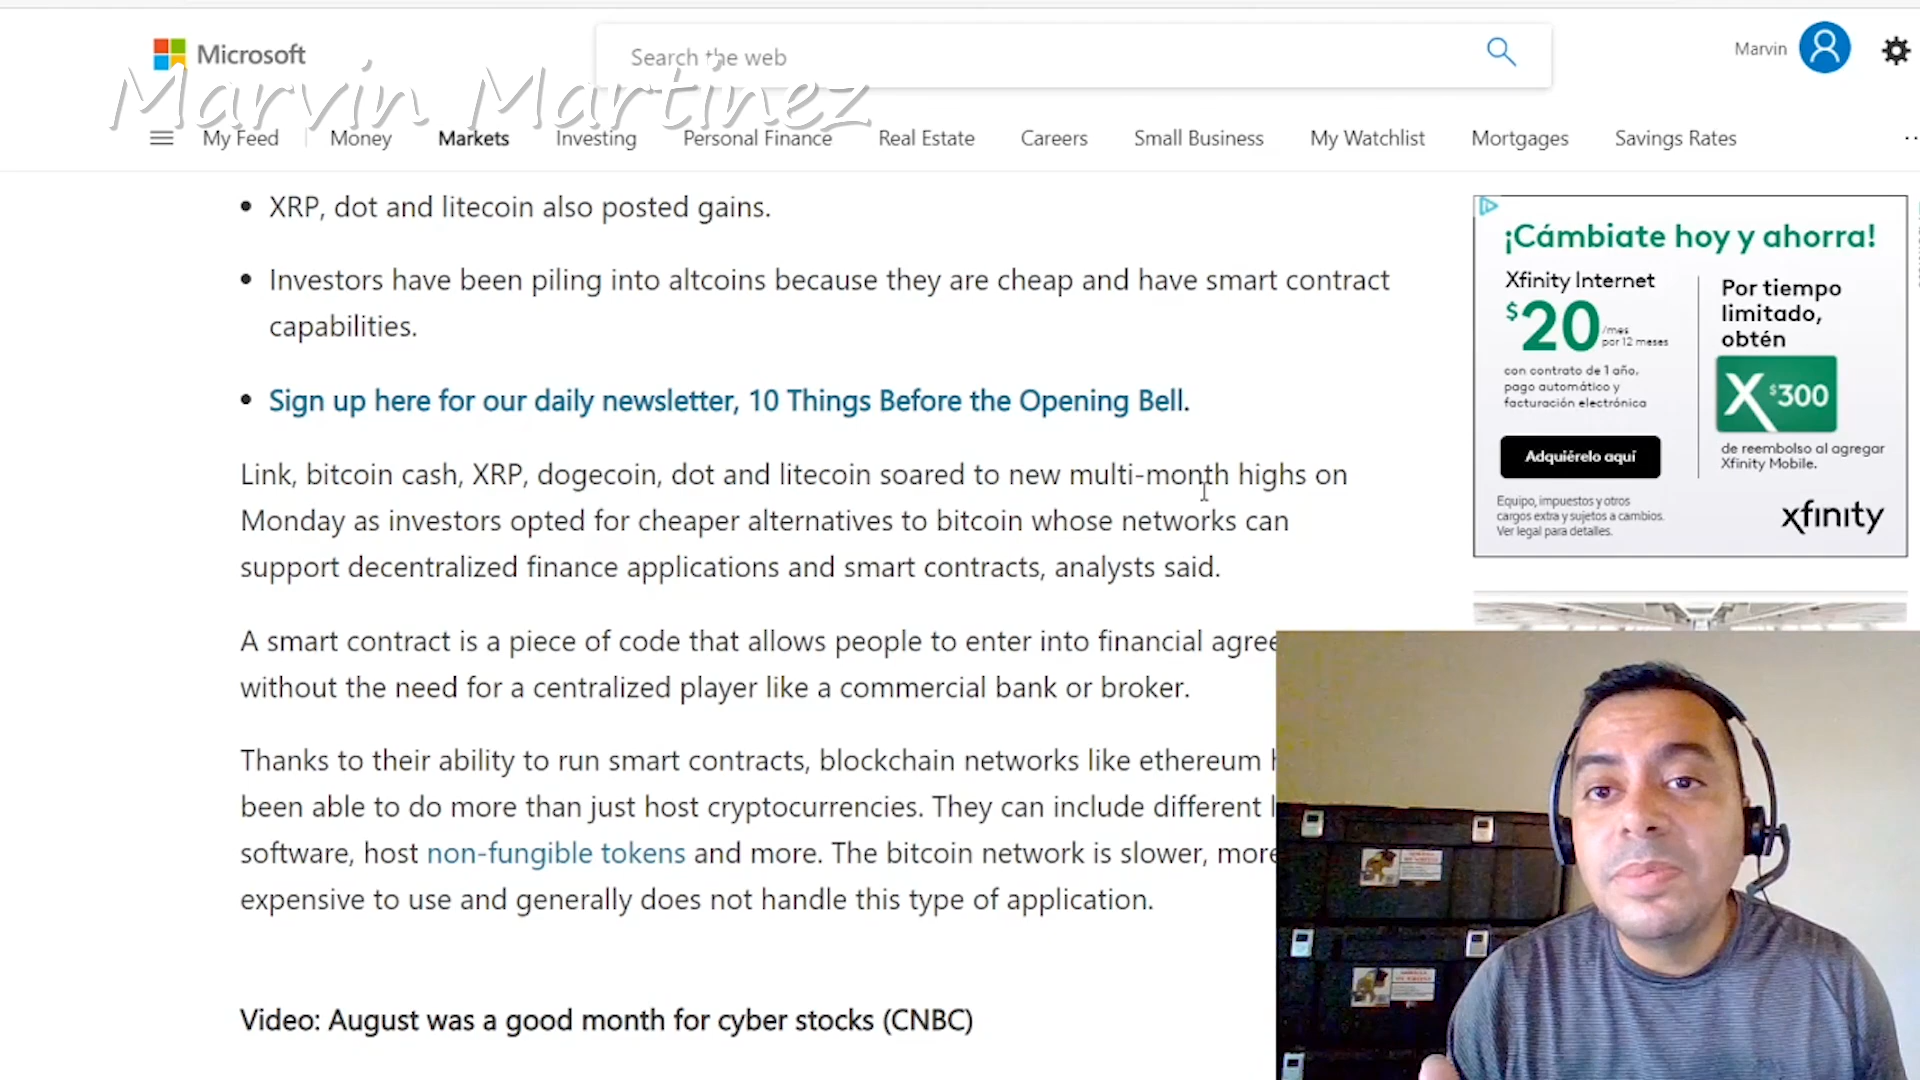 Microsoft
Search the web
Marvin
Marvin Martinez
My Feed
Money
Markets
Investing
Personal Finance
Real Estate
Careers
Small Business
My Watchlist
Mortgages
Savings Rates
XRP, dot and litecoin also posted gains.
Investors have been piling into altcoins because they are cheap and have smart contract
capabilities.
Sign up here for our daily newsletter, 10 Things Before the Opening Bell.
Link, bitcoin cash, XRP, dogecoin, dot and litecoin soared to new multi-month highs on
Monday as investors opted for cheaper alternatives to bitcoin whose networks can
support decentralized finance applications and smart contracts, analysts said.
A smart contract is a piece of code that allows people to enter into financial agree
without the need for a centralized player like a commercial bank or broker.
Thanks to their ability to run smart contracts, blockchain networks like ethereum h
been able to do more than just host cryptocurrencies. They can include different l
software, host non-fungible tokens and more. The bitcoin network is slower, more
expensive to use and generally does not handle this type of application.
Video: August was a good month for cyber stocks (CNBC)
¡Cámbiate hoy y ahorra!
Xfinity Internet
$20/mes
por 12 meses
con contrato de 1 año,
pago automático y
facturación electrónica
Adquiérelo aquí
Equipo, impuestos y otros
cargos extra y sujetos a cambios.
Ver legal para detalles.
Por tiempo
limitado,
obtén
X $300
de reembolso al agregar
Xfinity Mobile.
xfinity